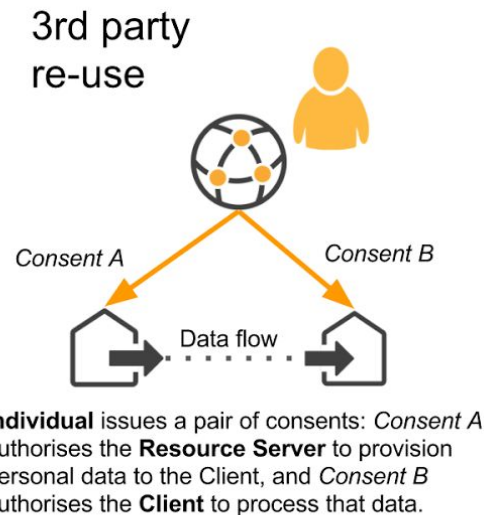 3rd party
re-use
Consent A
Consent B
Data flow
ndividual issues a pair of consents: Consent A
uthorises the Resource Server to provision
ersonal data to the Client, and Consent B
uthorises the Client to process that data.